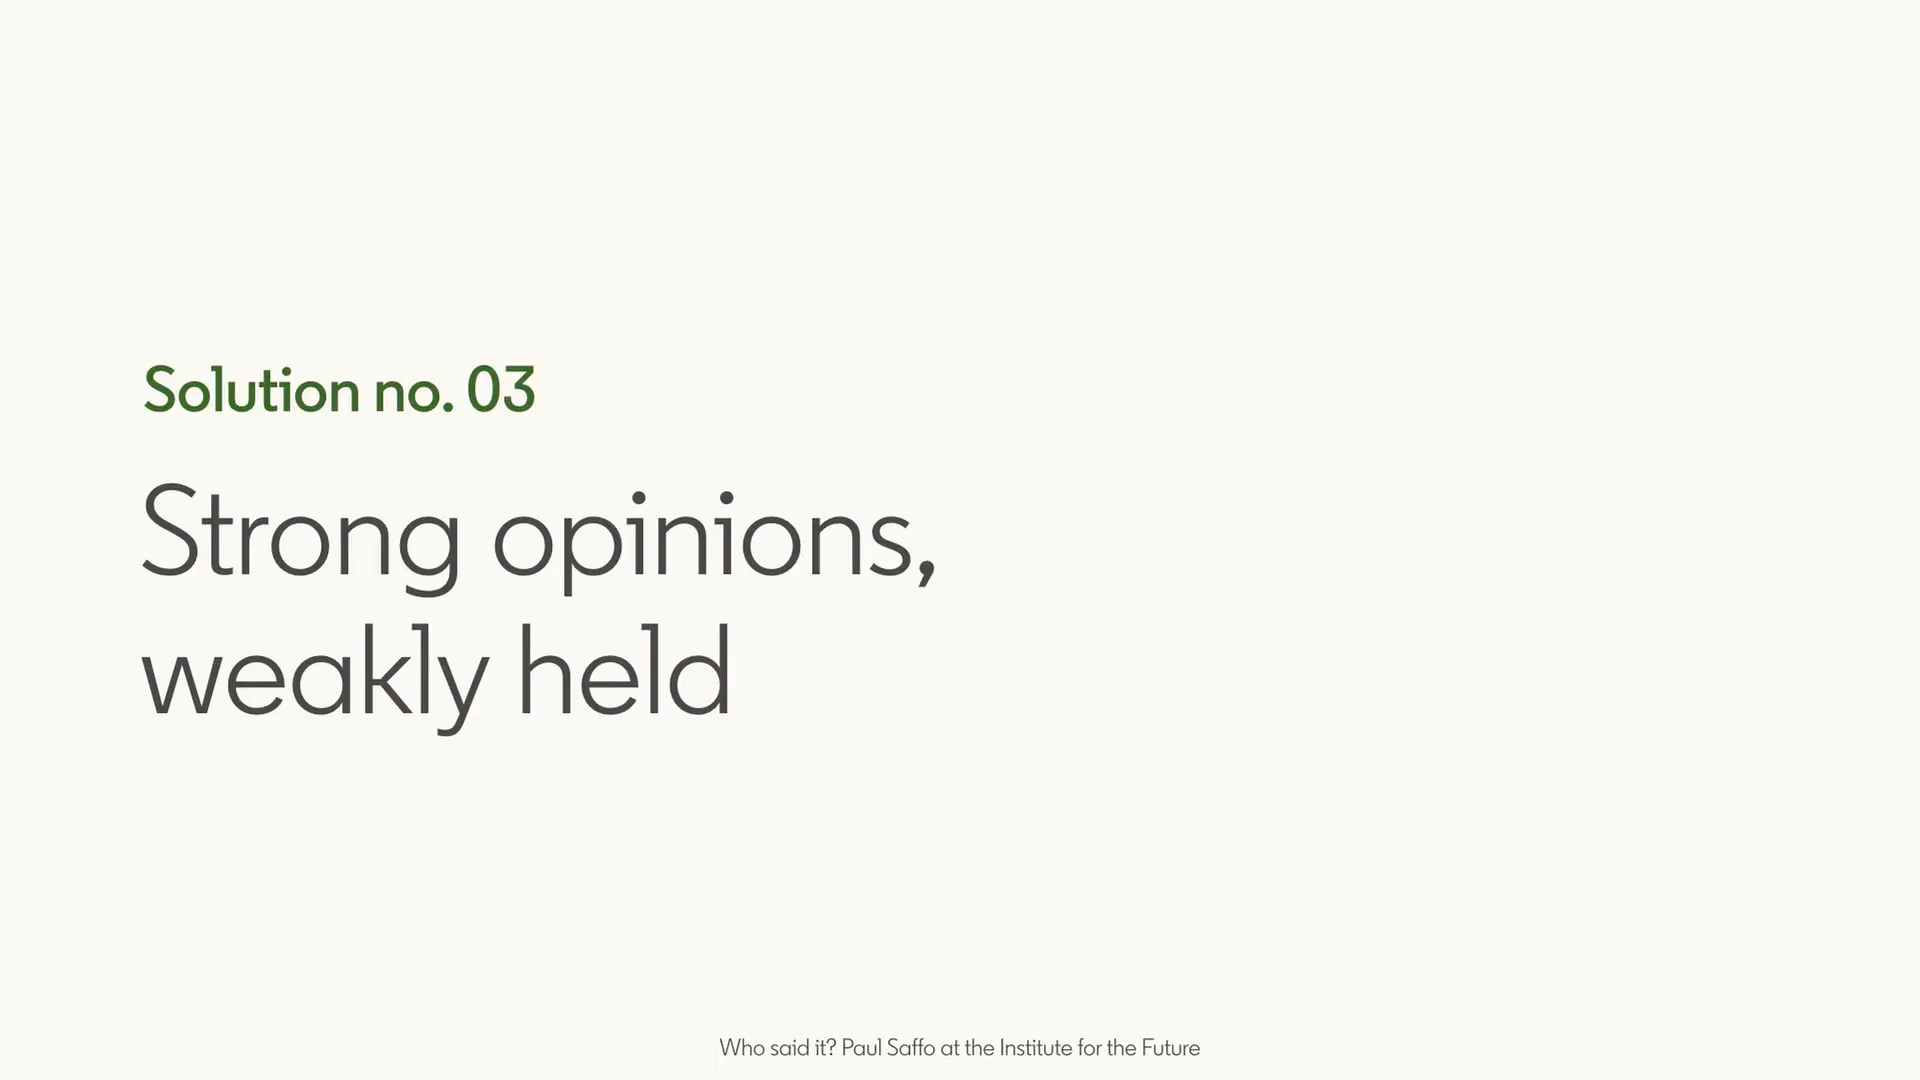 Solution no. 03
Strong opinions,
weakly held
Who said it? Paul Saffo at the Institute for the Future